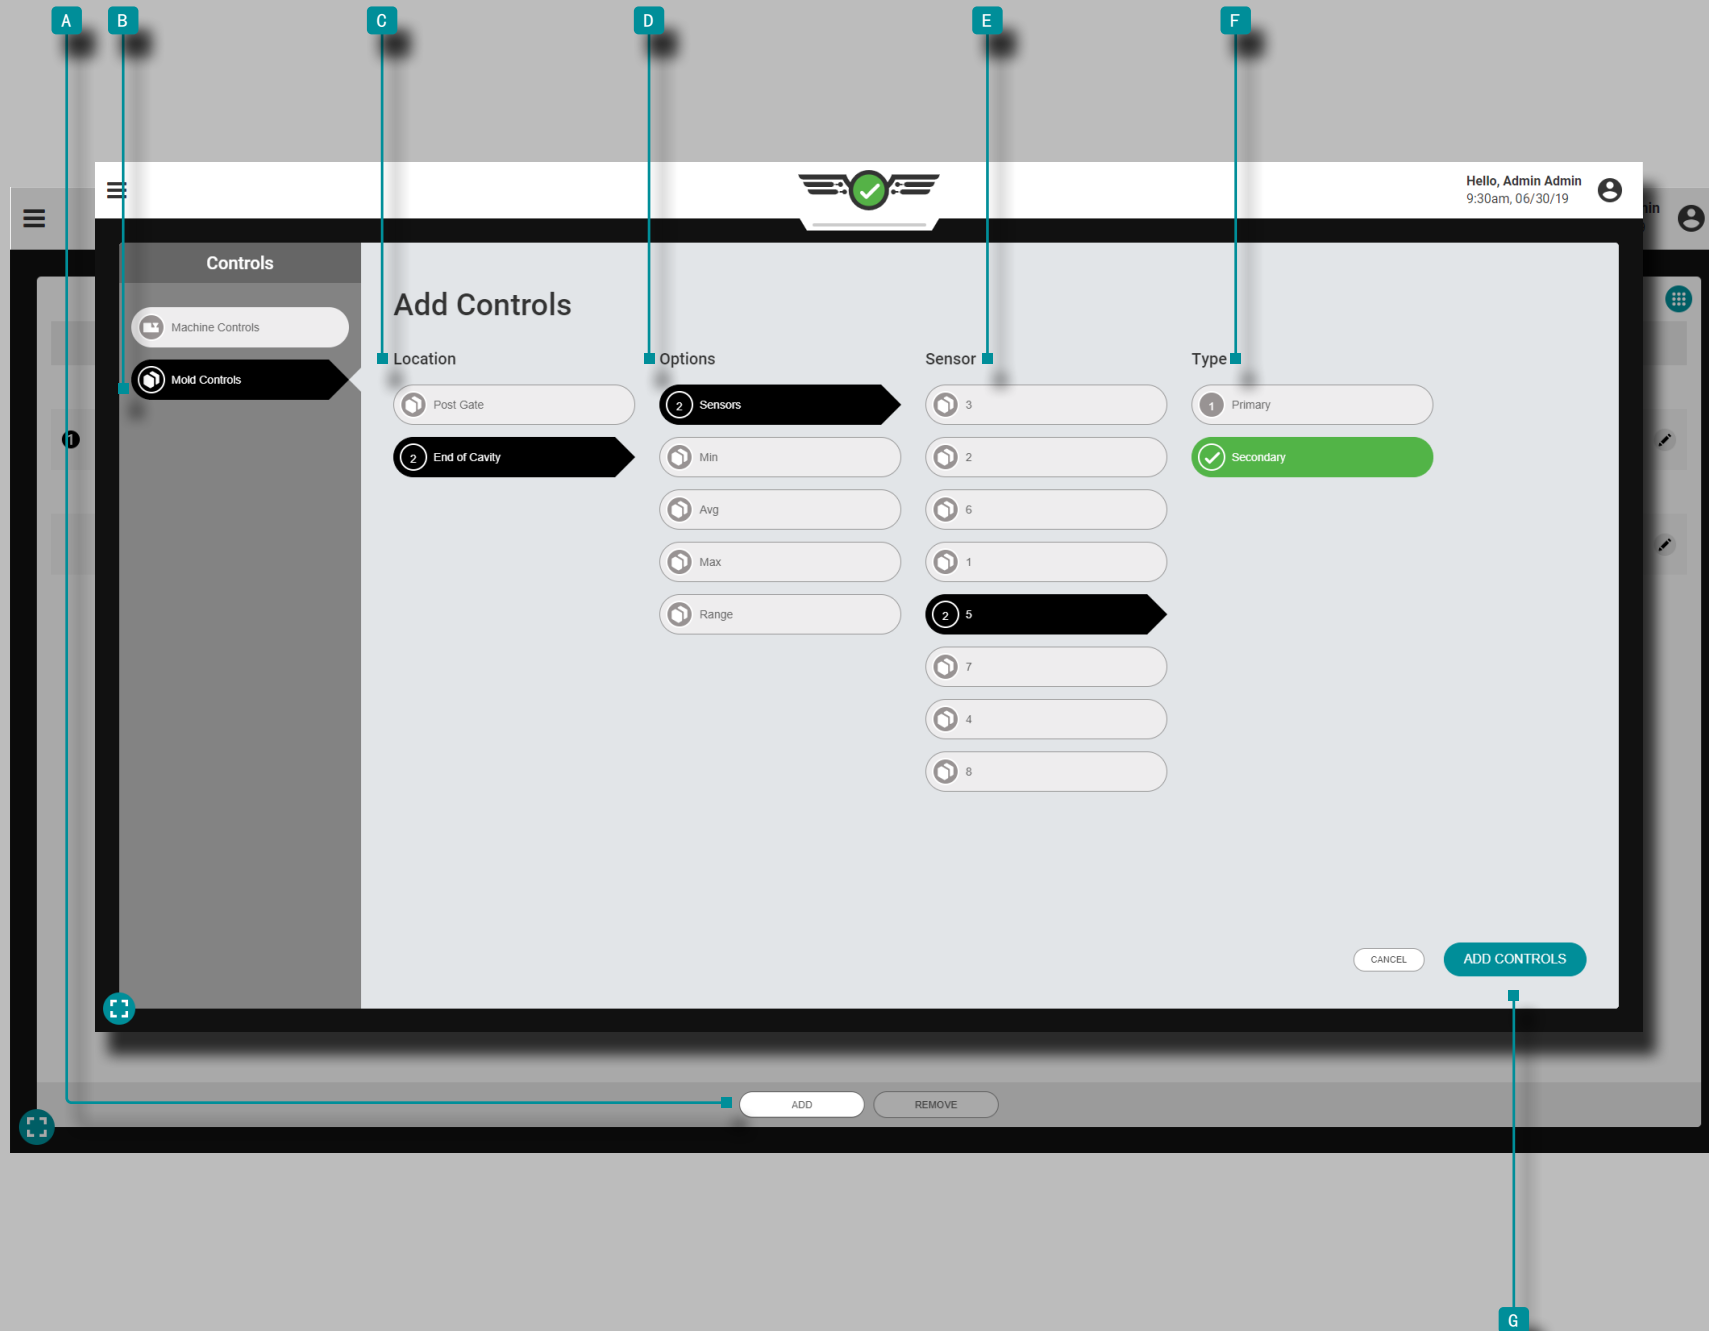 A B C D E F
Hello, Admin Admin
9:30am, 06/30/19
Controls
Machine Controls
Mold Controls
Add Controls
Location
Post Gate
2 End of Cavity
Options
2 Sensors
Min
Avg
Max
Range
Sensor
3
2
6
1
2 5
7
4
8
Type
1 Primary
Secondary
CANCEL
ADD CONTROLS
1
ADD
REMOVE
G